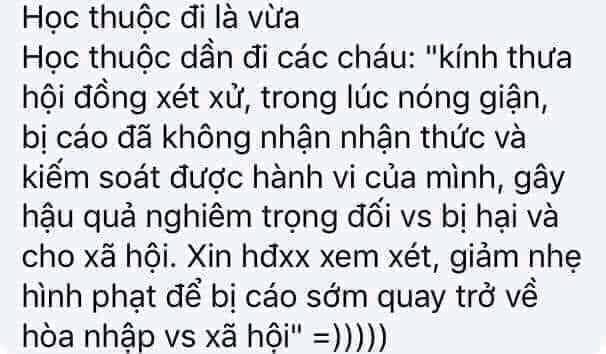 Học thuộc đi là vừa
Học thuộc dần đi các cháu: "kính thưa
hội đồng xét xử, trong lúc nóng giận,
bị cáo đã không nhận nhận thức và
kiếm soát được hành vi của mình, gây
hậu quả nghiêm trọng đối vs bị hại và
cho xã hội. Xin hđxx xem xét, giảm nhẹ
hình phạt để bị cáo sớm quay trở về
hòa nhập vs xã hội" =)))))